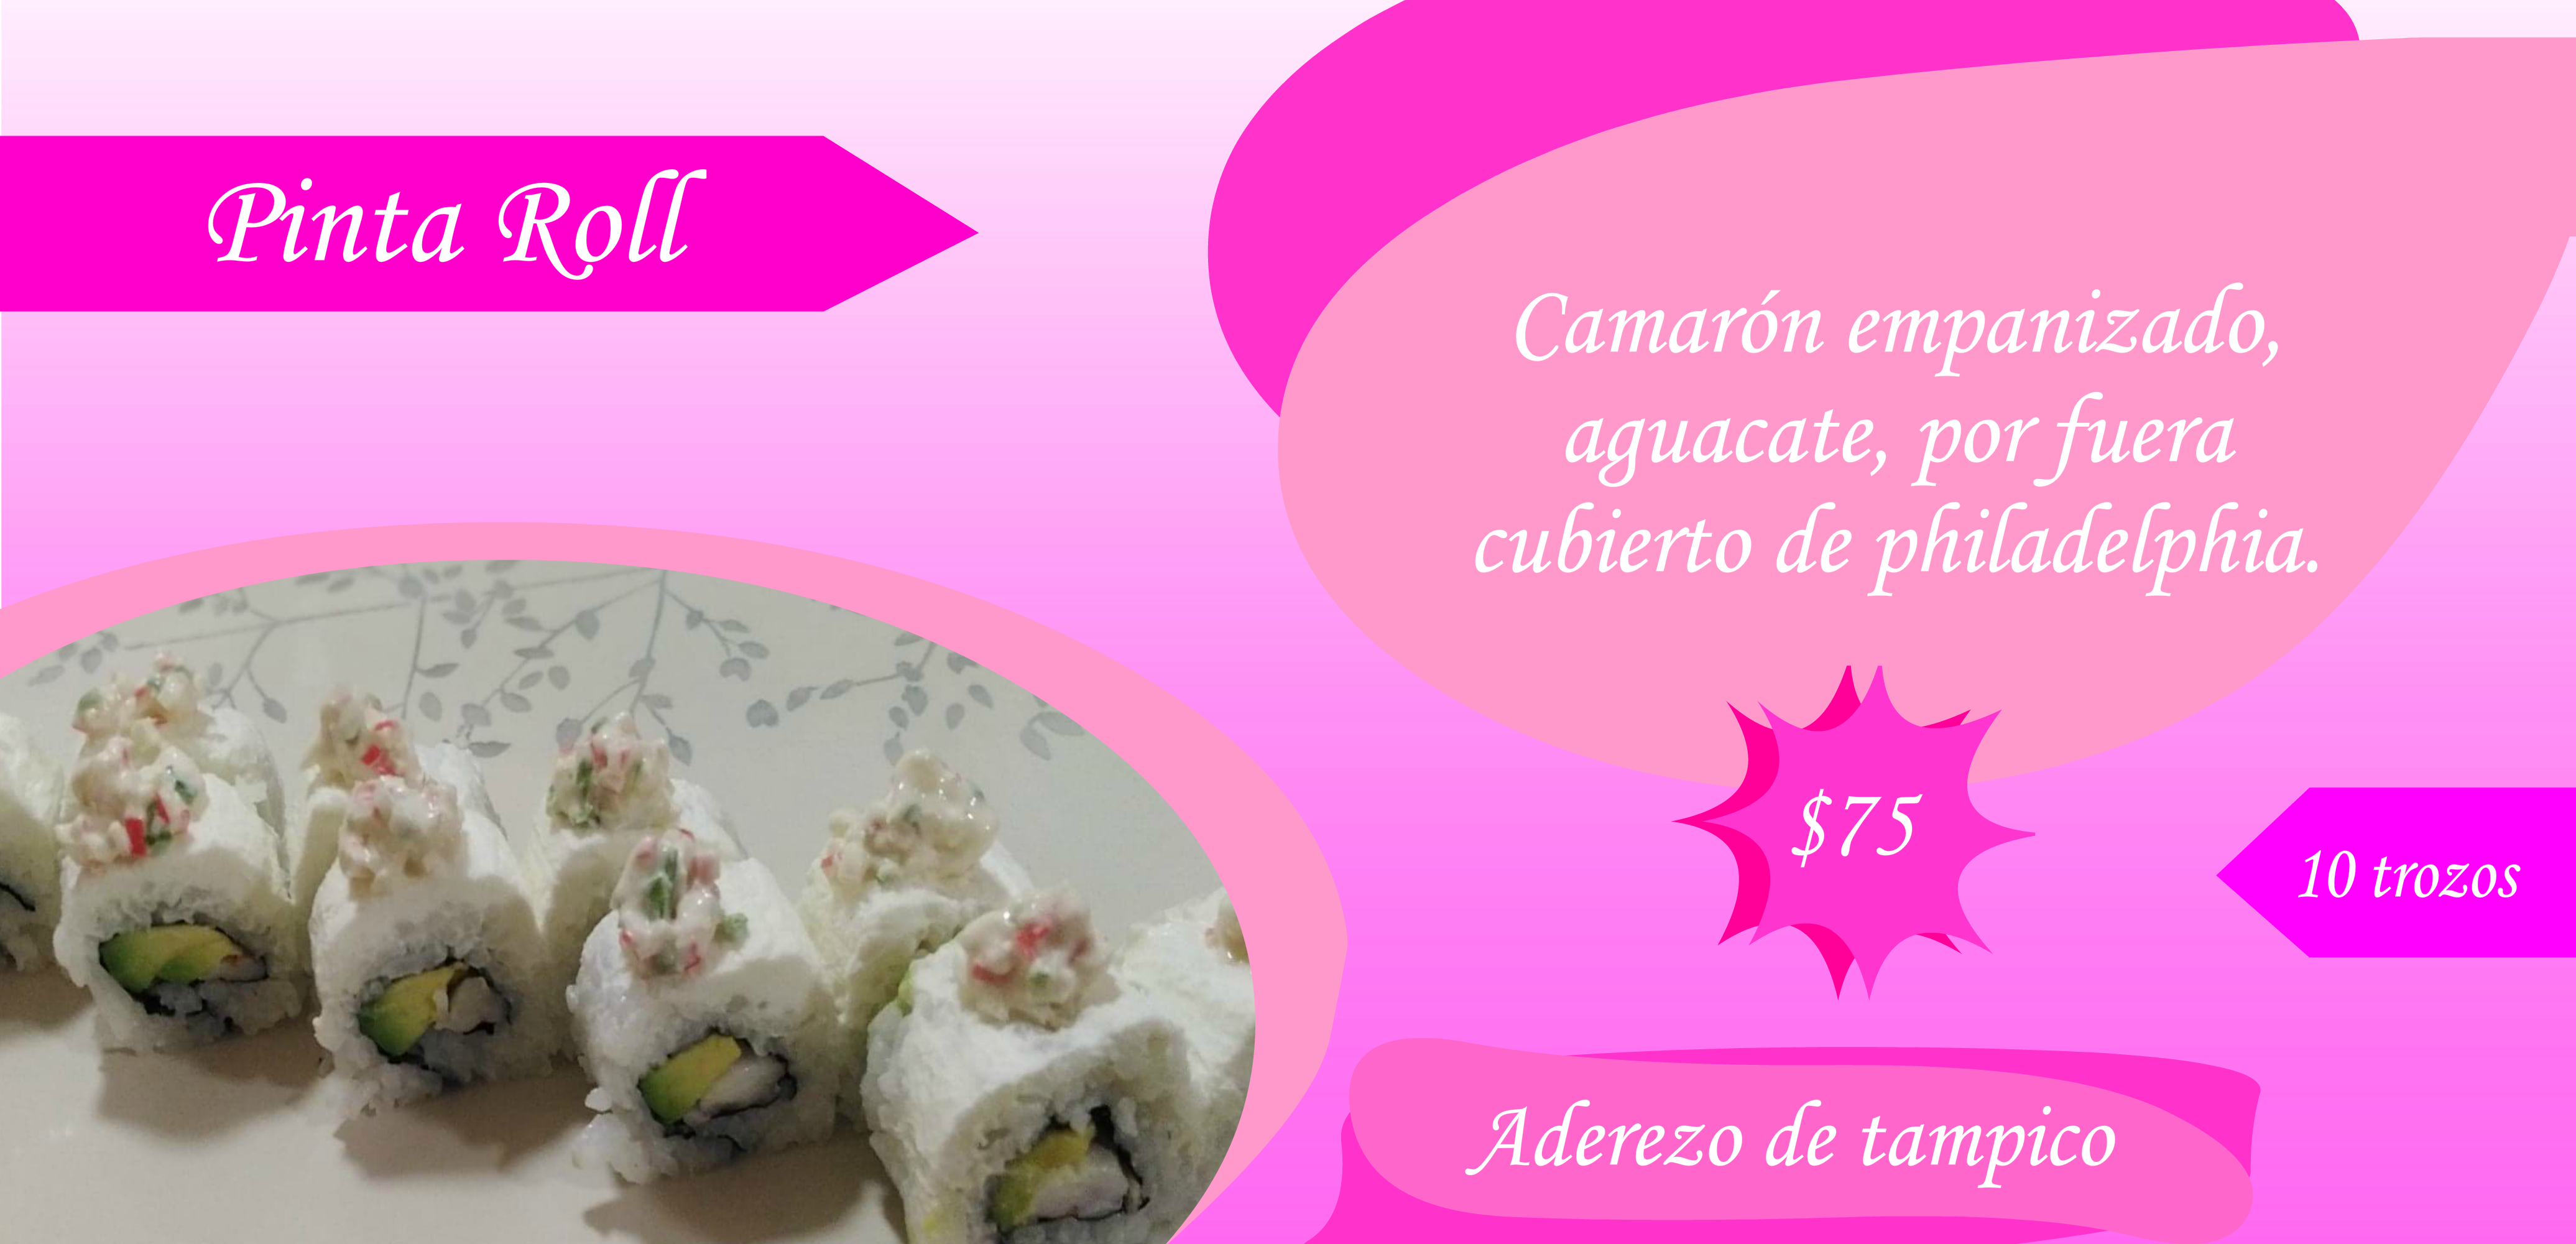 Pinta Roll
Camarón empanizado,
aguacate, por fuera
cubierto de philadelphia.
$75
10 trozos
Aderezo de tampico